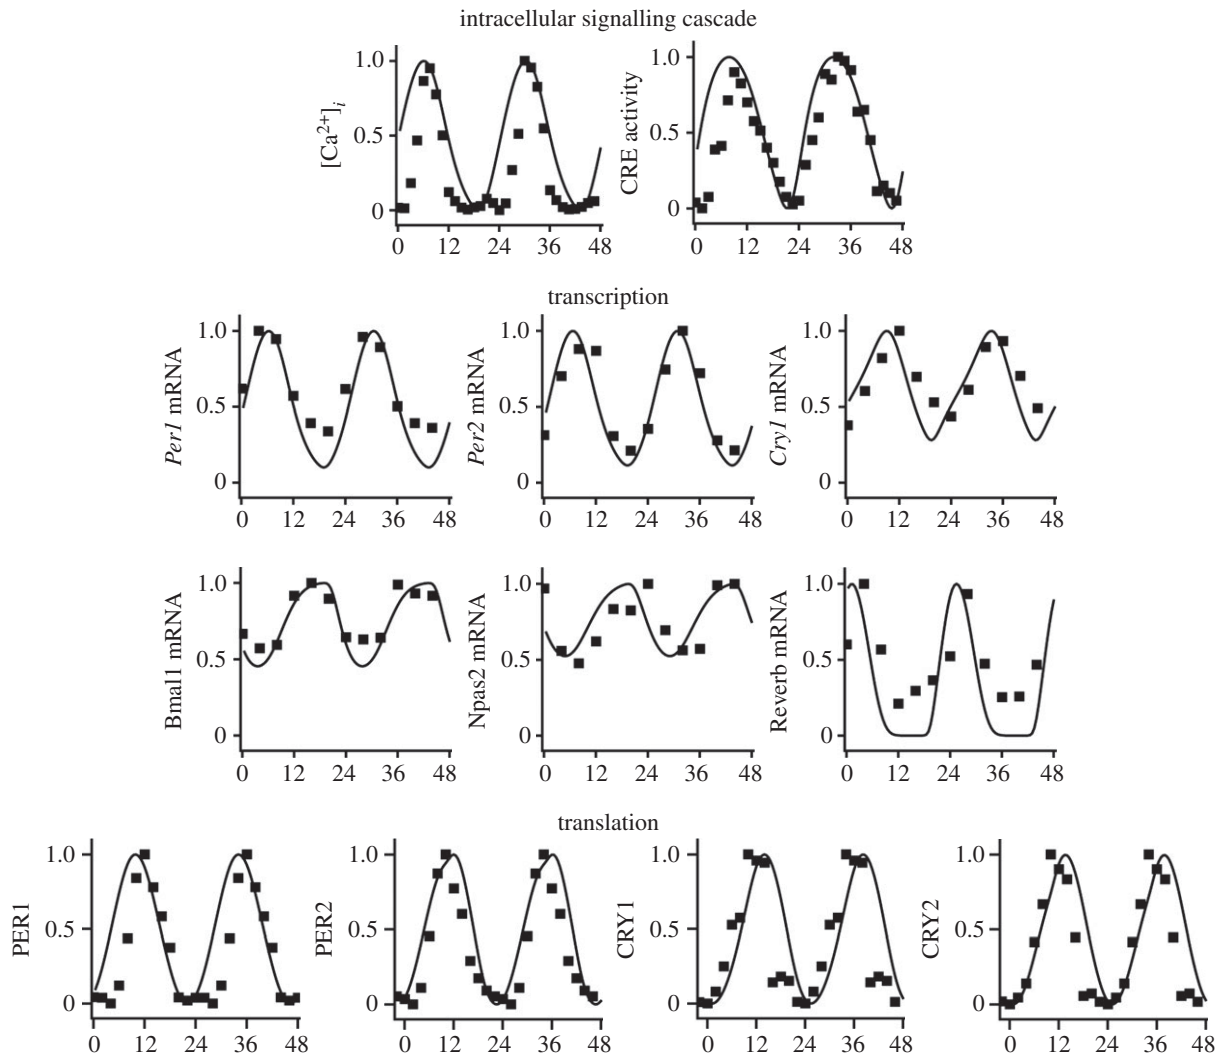 intracellular signalling cascade
[Ca2+]i
1.0
0.5
0
0 12 24 36 48
CRE activity
1.0
0.5
0
0 12 24 36 48
transcription
Per1 mRNA
1.0
0.5
0
0 12 24 36 48
Per2 mRNA
1.0
0.5
0
0 12 24 36 48
Cry1 mRNA
1.0
0.5
0
0 12 24 36 48
Bmal1 mRNA
1.0
0.5
0
0 12 24 36 48
Npas2 mRNA
1.0
0.5
0
0 12 24 36 48
Reverb mRNA
1.0
0.5
0
0 12 24 36 48
translation
PER1
1.0
0.5
0
0 12 24 36 48
PER2
1.0
0.5
0
0 12 24 36 48
CRY1
1.0
0.5
0
0 12 24 36 48
CRY2
1.0
0.5
0
0 12 24 36 48